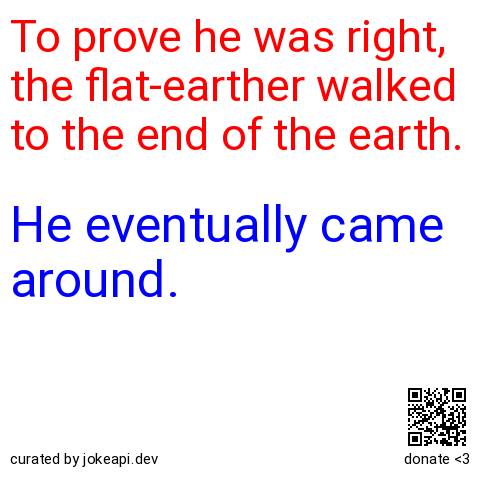 To prove he was right,
the flat-earther walked
to the end of the earth.
He eventually came
around.
curated by jokeapi.dev
donate <3